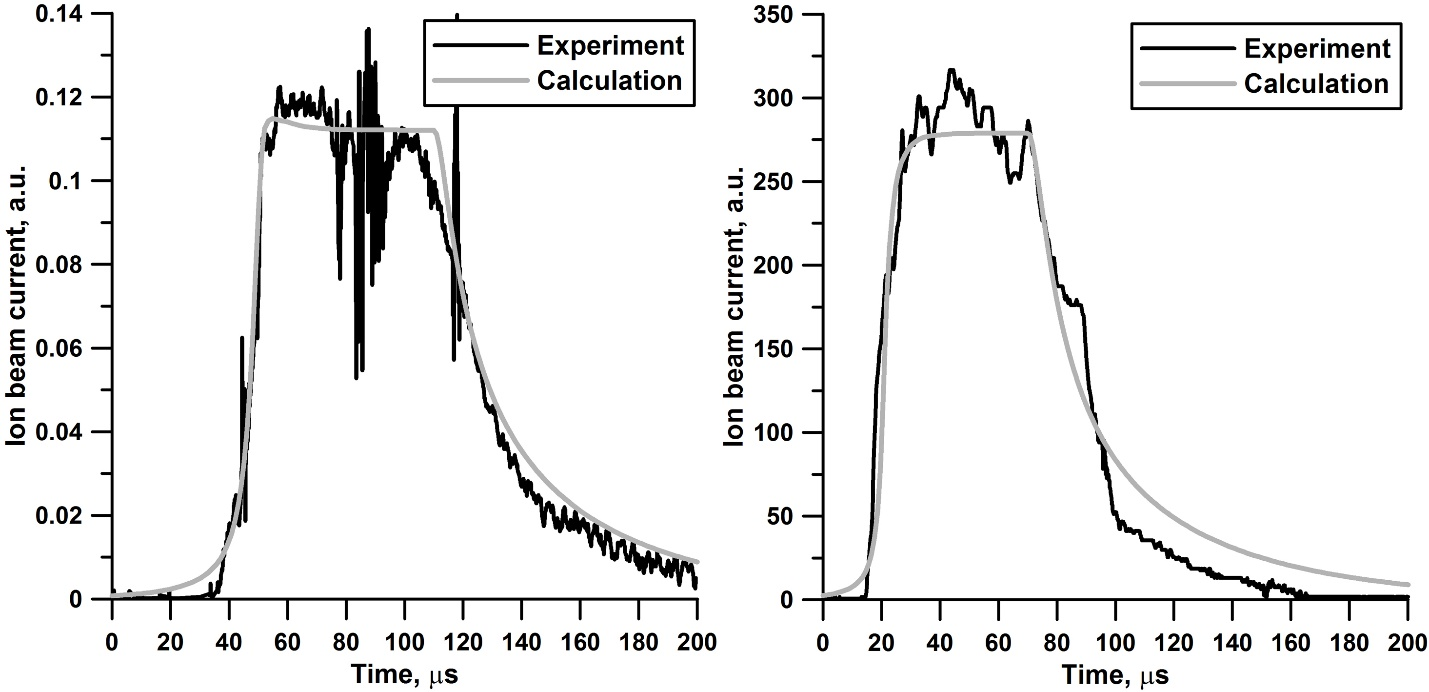 0.14
0.12
0.1
0.08
0.06
0.04
0.02
0
Ion beam current, a.u.
Experiment
Calculation
0 20 40 60 80 100 120 140 160 180 200
Time, μs
350
300
250
200
150
100
50
0
Ion beam current, a.u.
Experiment
Calculation
0 20 40 60 80 100 120 140 160 180 200
Time, μs